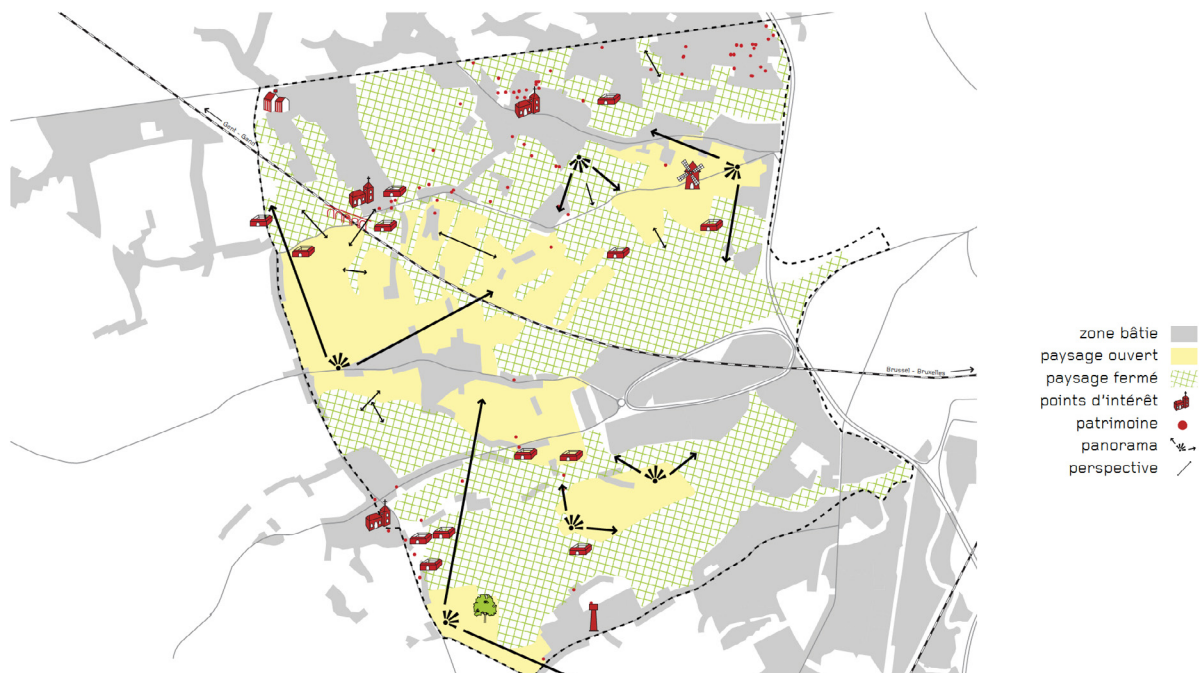 Gent - Gand
Brussel - Bruxelles
zone bâtie
paysage ouvert
paysage fermé
points d'intérêt
patrimoine
panorama
perspective